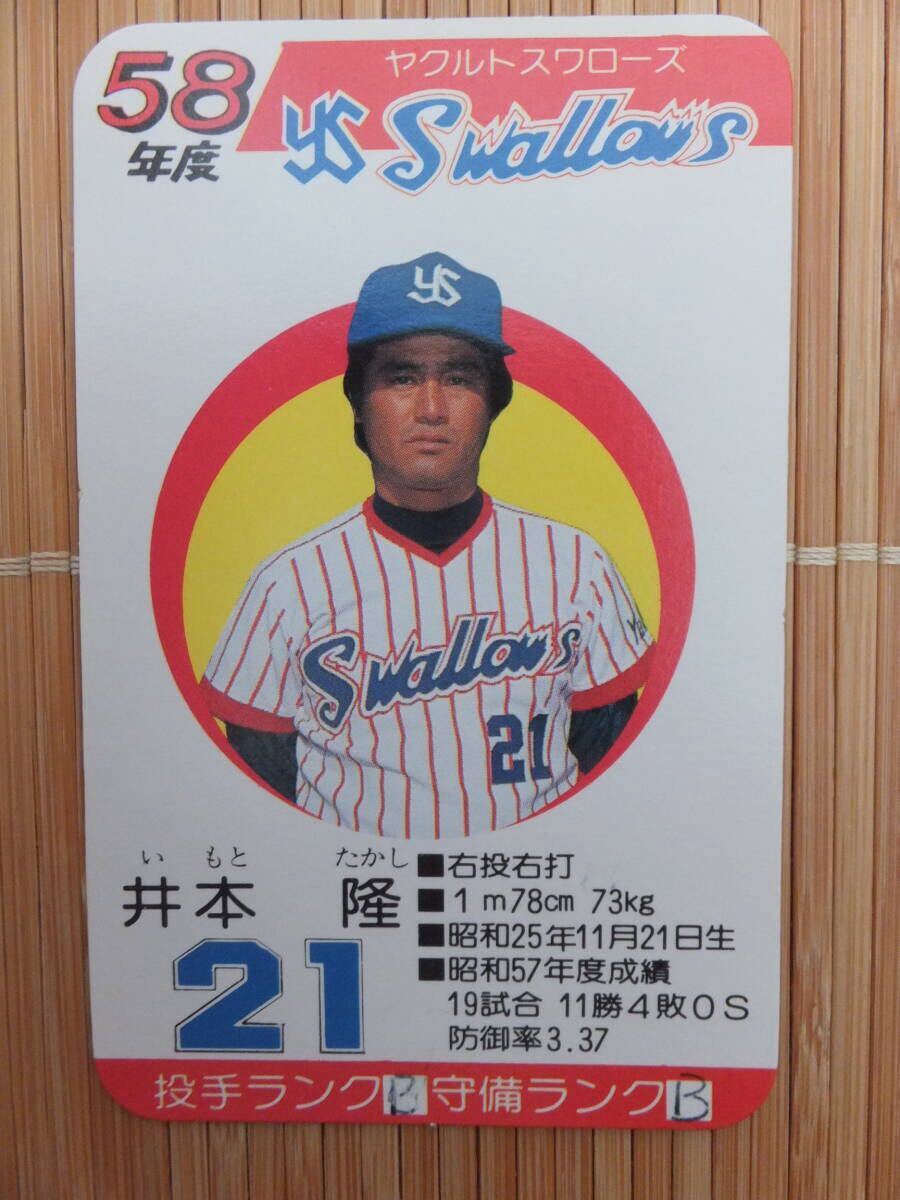 58
年度
ヤクルトスワローズ
YS Swallows
YS
Swallows
21
い もと たかし
井本 隆
21
■右投右打
■1m78cm 73kg
■昭和25年11月21日生
■昭和57年度成績
19試合 11勝4敗0S
防御率3.37
投手ランクB 守備ランクB